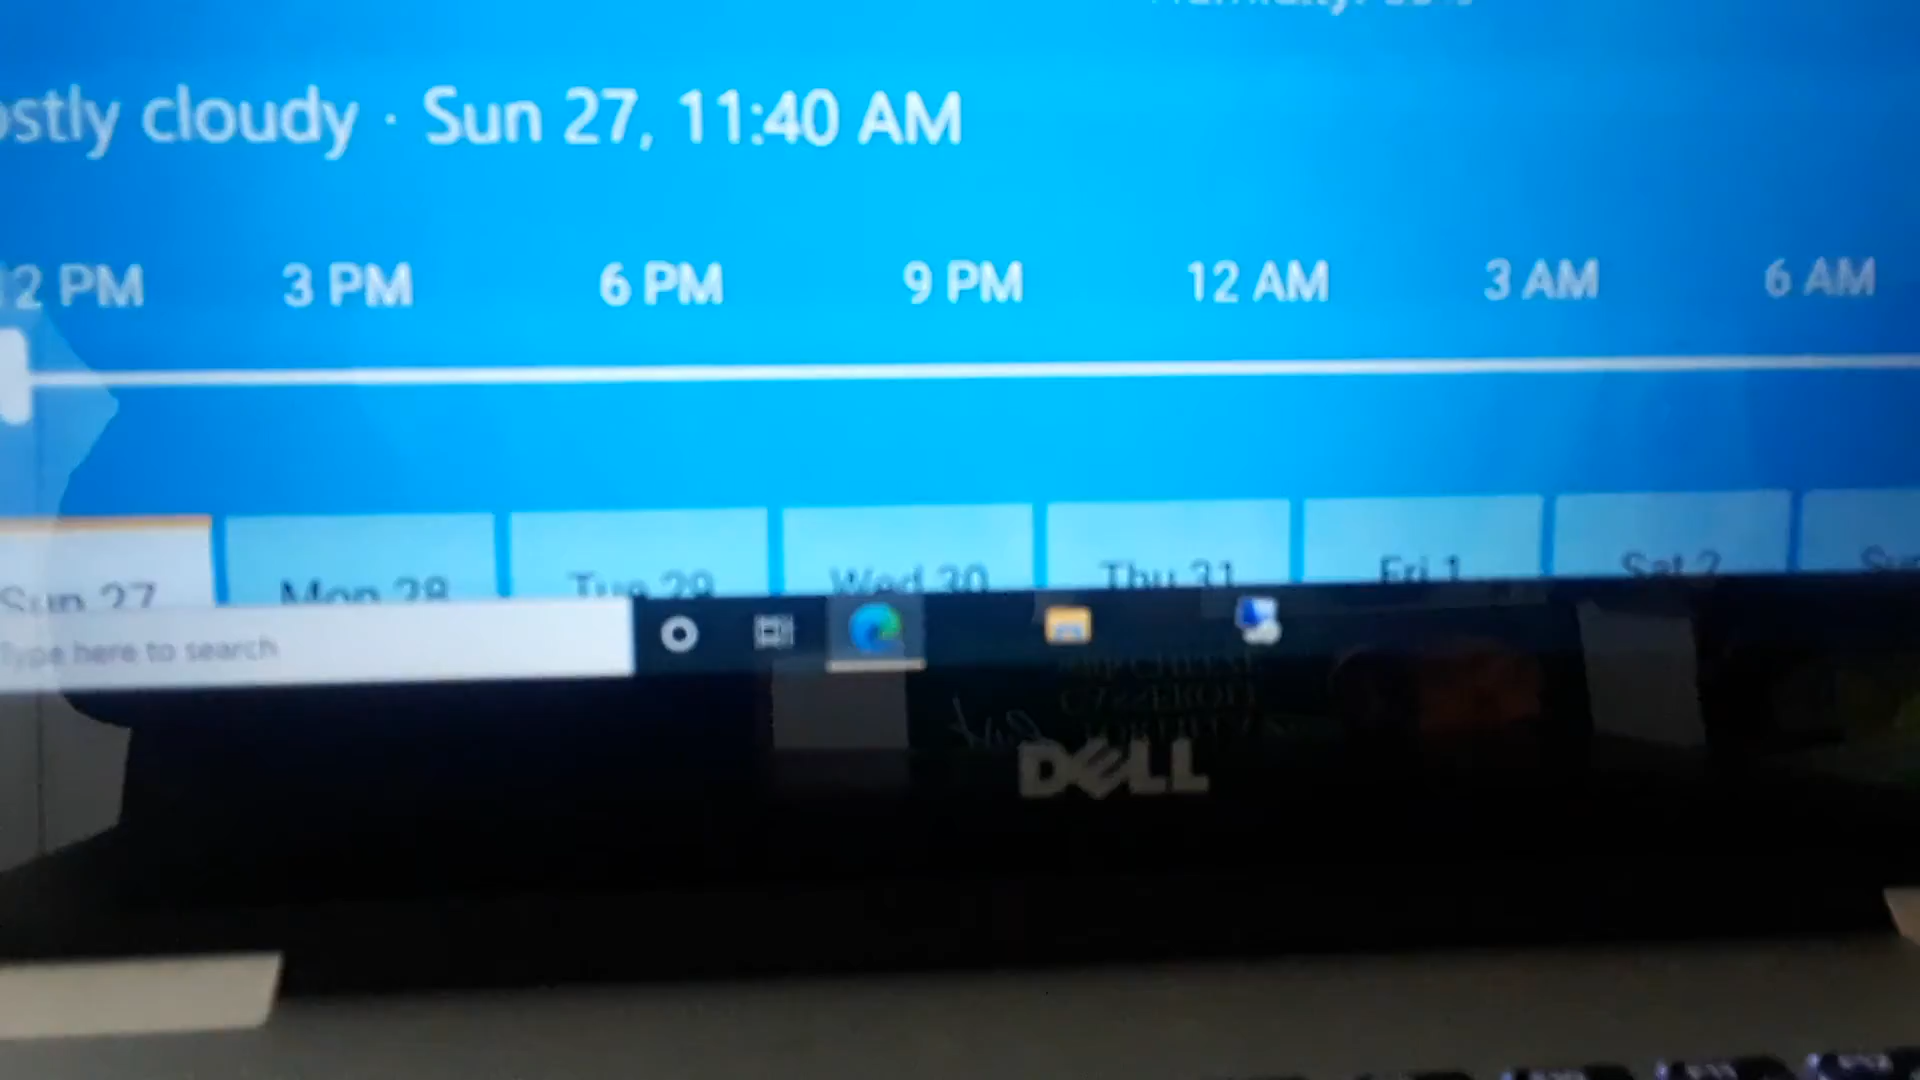 ostly cloudy · Sun 27, 11:40 AM
12 PM 3 PM 6 PM 9 PM 12 AM 3 AM 6 AM
Sun 27 Mon 28 Tue 29 Wed 30 Thu 31 Fri 1 Sat 2
Type here to search
DELL